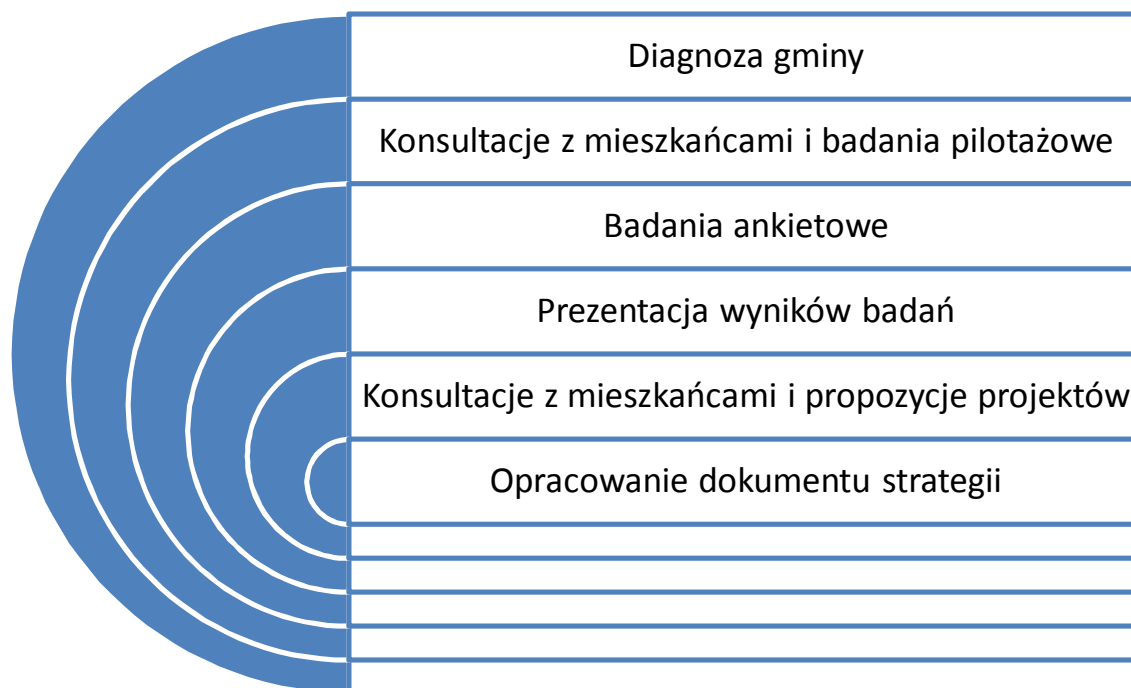 Diagnoza gminy
Konsultacje z mieszkańcami i badania pilotażowe
Badania ankietowe
Prezentacja wyników badań
Konsultacje z mieszkańcami i propozycje projektów
Opracowanie dokumentu strategii